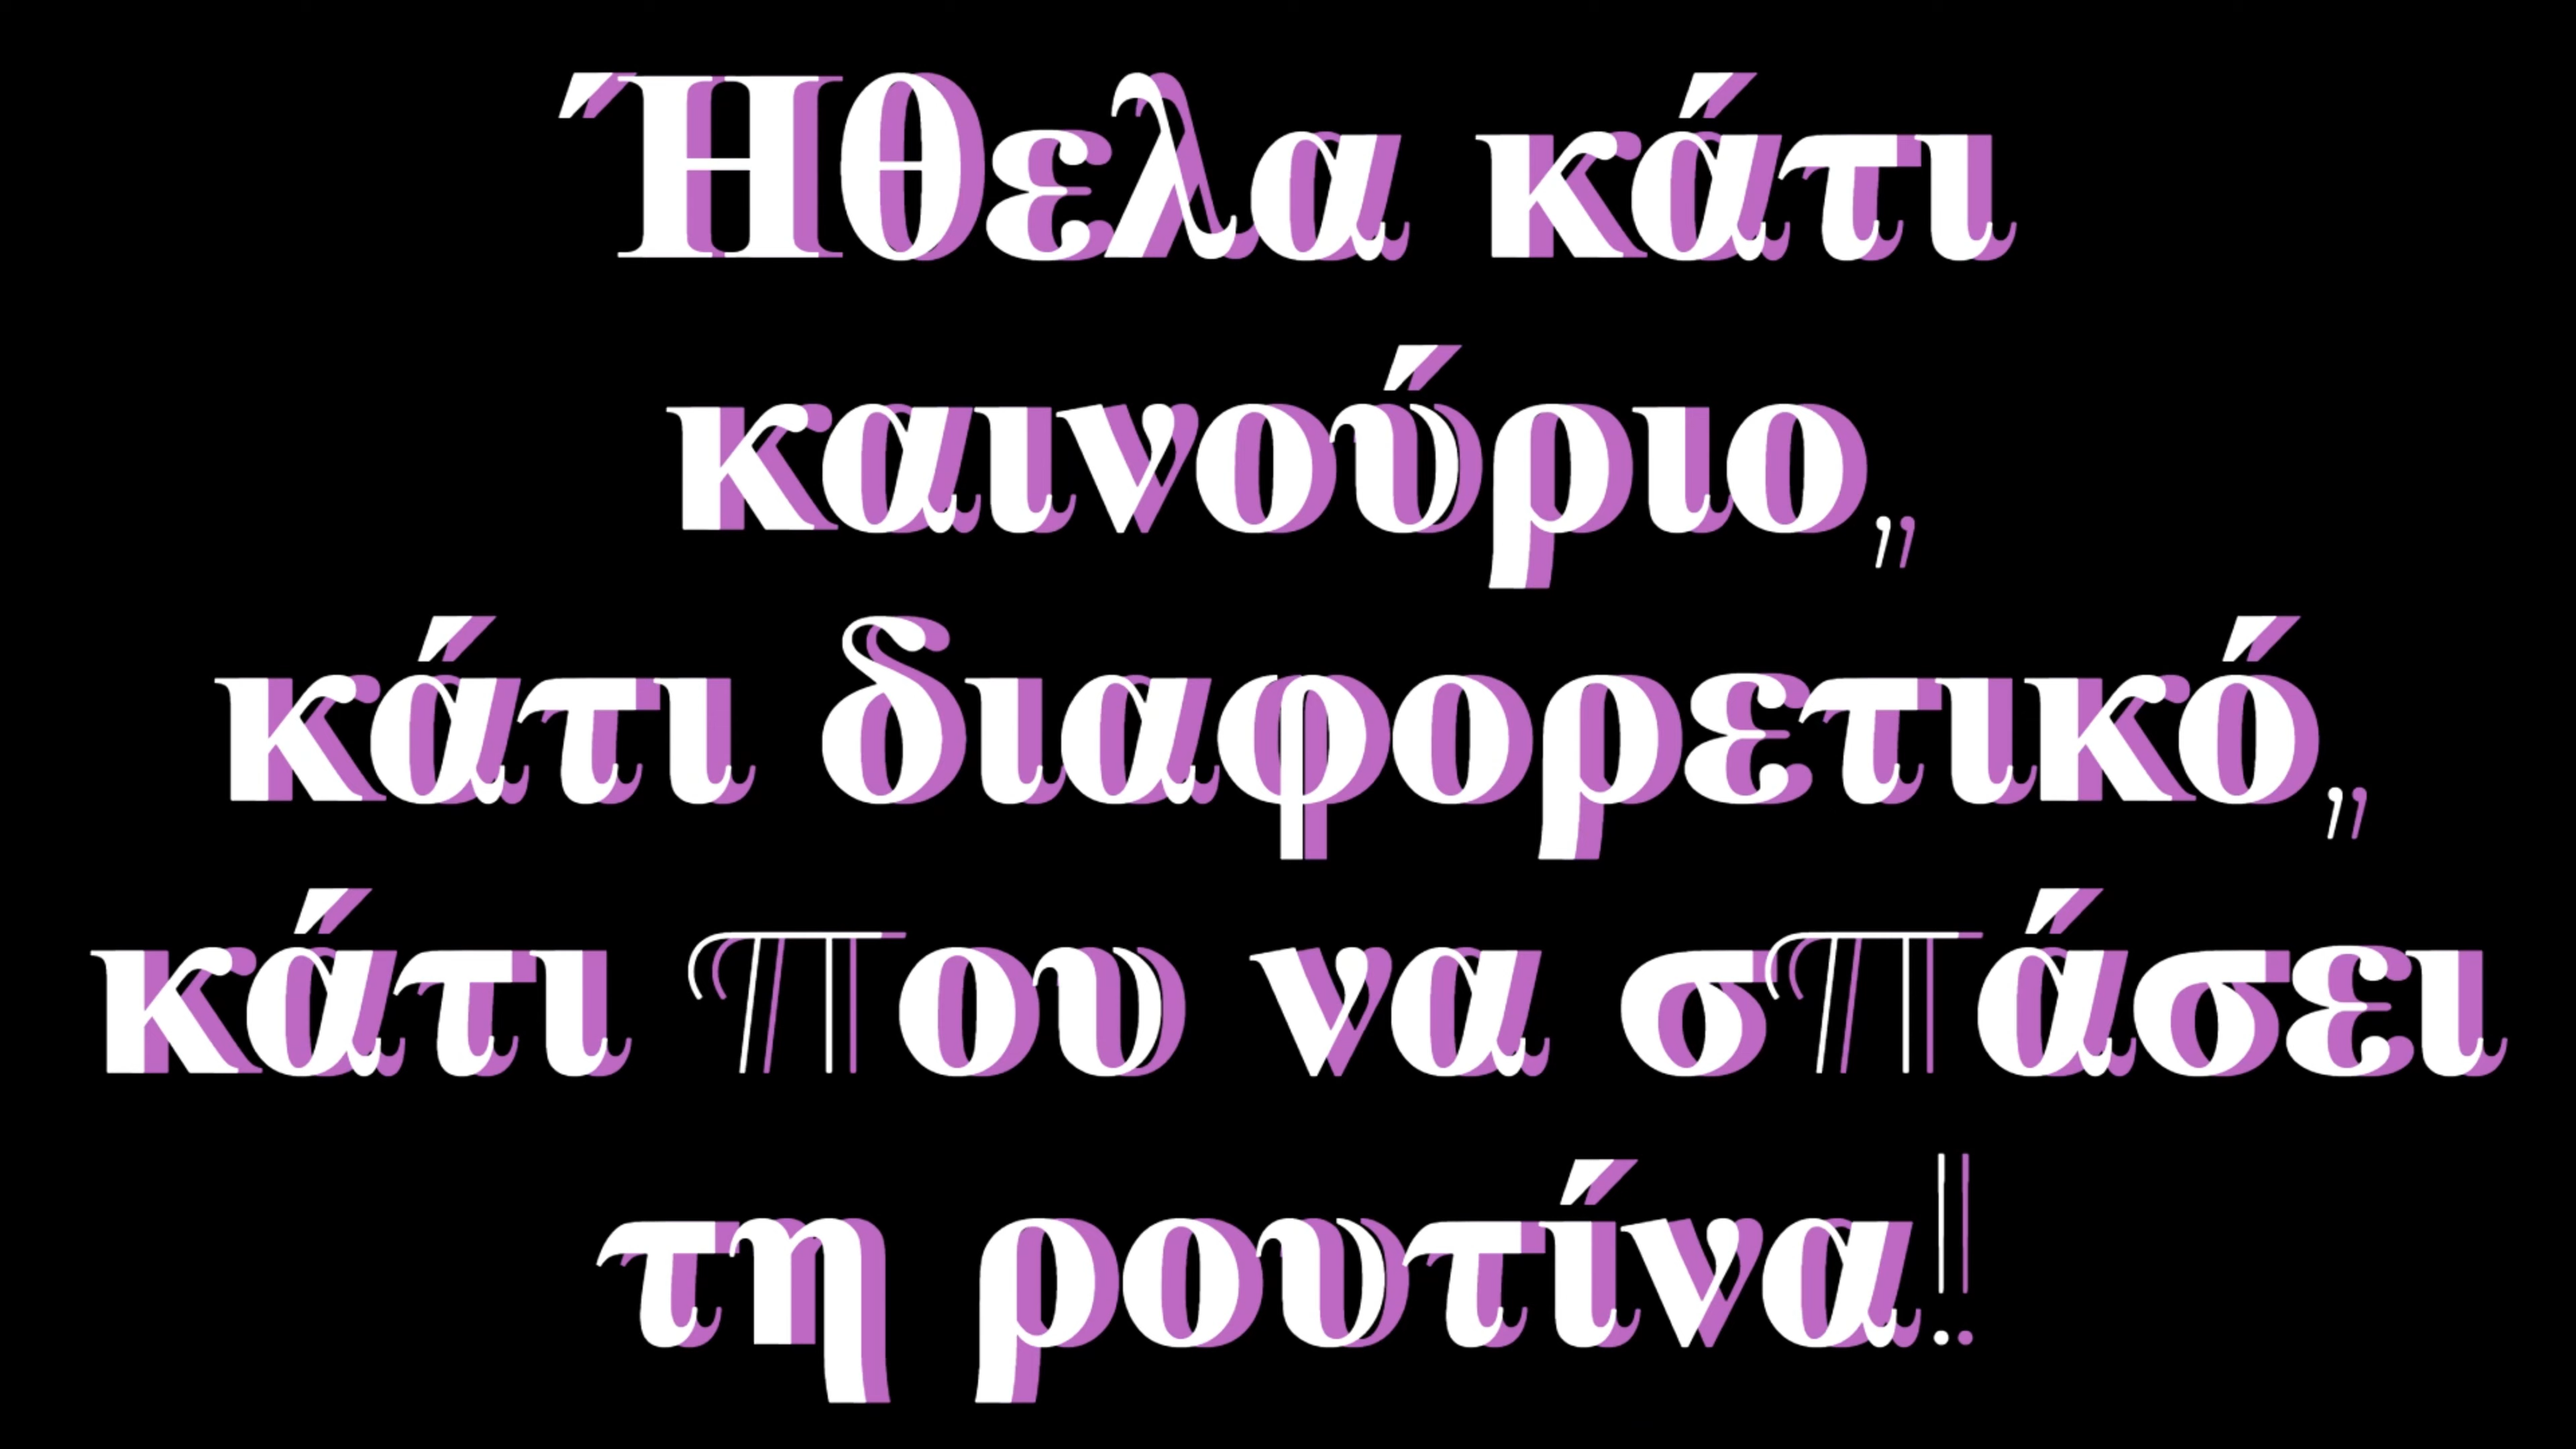 Ήθελα κάτι
καινούριο,
κάτι διαφορετικό,
κάτι που να σπάσει
τη ρουτίνα!